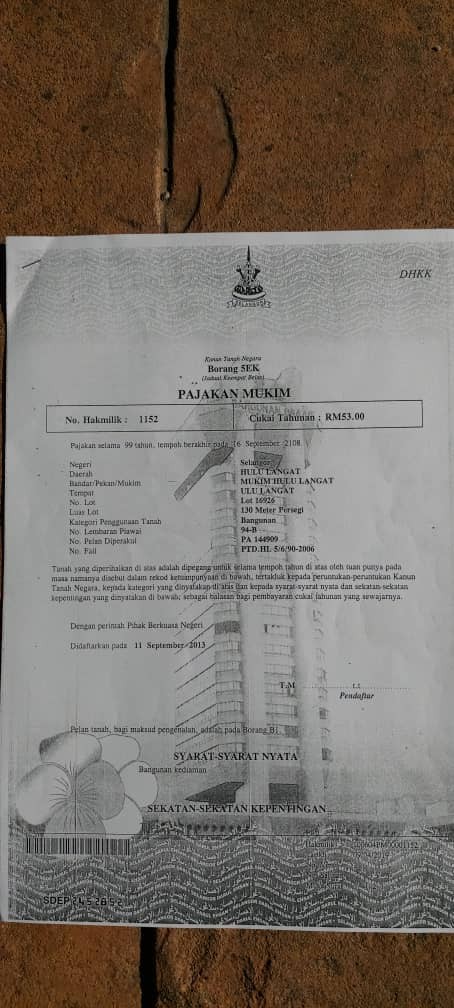 DHKK
Kanun Tanah Negara
Borang 5EK
(Jadual Keempat Belas)
PAJAKAN MUKIM
No. Hakmilik : 1152 Cukai Tahunan : RM53.00
Pajakan selama 99 tahun, tempoh berakhir pada 16 September 2108.
Negeri Selangor
Daerah HULU LANGAT
Bandar/Pekan/Mukim MUKIM HULU LANGAT
Tempat ULU LANGAT
No. Lot Lot 16926
Luas Lot 130 Meter Persegi
Kategori Penggunaan Tanah Bangunan
No. Lembaran Piawai 94-B
No. Pelan Diperakui PA 144909
No. Fail PTD.HL 5/6/90-2006
Tanah yang diperihalkan di atas adalah dipegang untuk selama tempoh tahun di atas oleh tuan punya pada
masa namanya disebut dalam rekod ketuanpunyaan di bawah, tertakluk kepada peruntukan-peruntukan Kanun
Tanah Negara, kepada kategori yang dinyatakan di atas dan kepada syarat-syarat nyata dan sekatan-sekatan
kepentingan yang dinyatakan di bawah, sebagai balasan bagi pembayaran cukai tahunan yang sewajarnya.
Dengan perintah Pihak Berkuasa Negeri
Didaftarkan pada 11 September 2013
T.M t.t
Pendaftar
Pelan tanah, bagi maksud pengenalan, adalah pada Borang B1.
SYARAT-SYARAT NYATA
Bangunan kediaman
SEKATAN-SEKATAN KEPENTINGAN
Hakmilik :